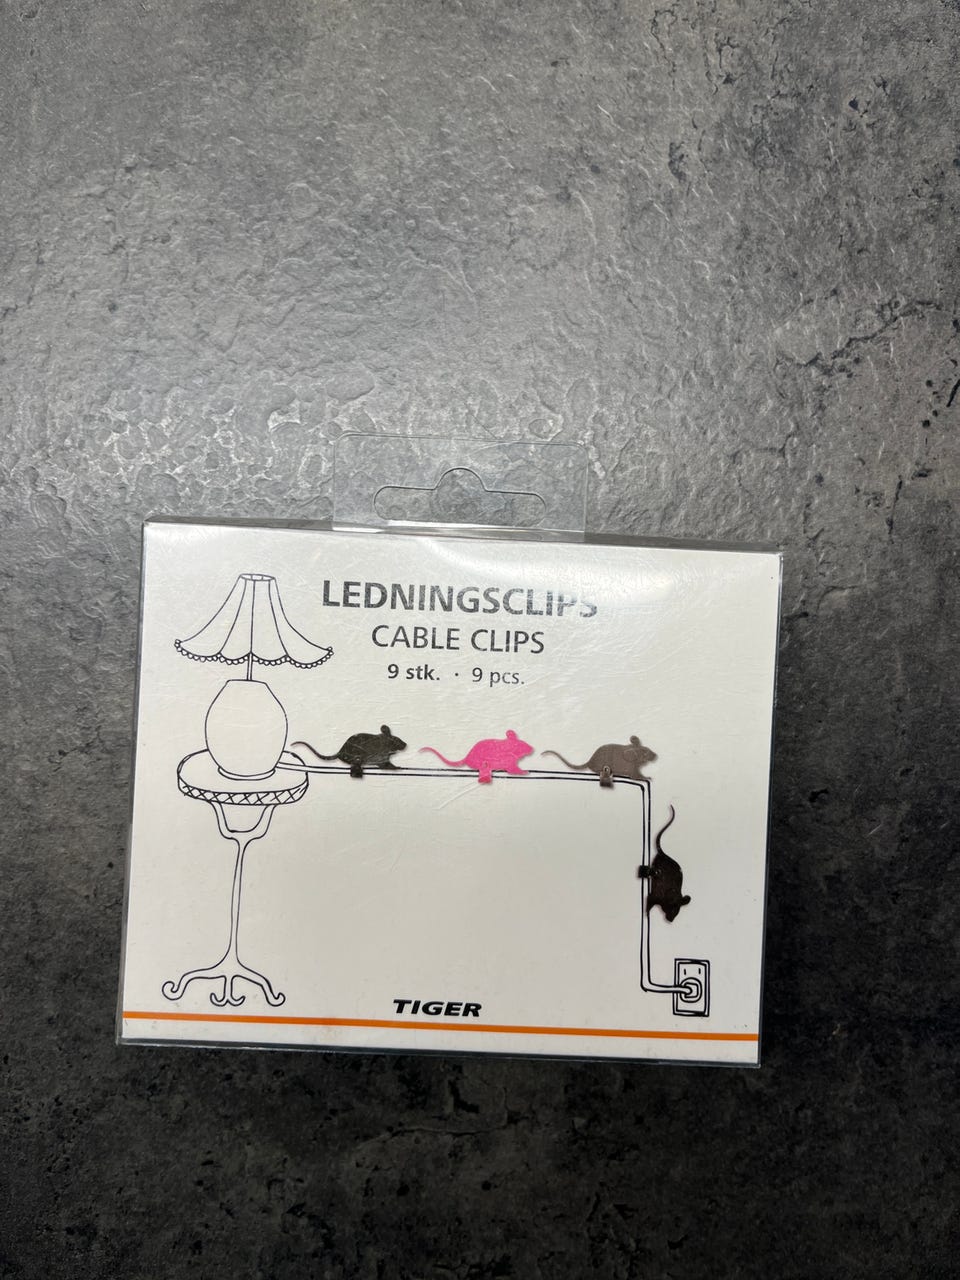 LEDNINGSCLIPS
CABLE CLIPS
9 stk. · 9 pcs.
TIGER